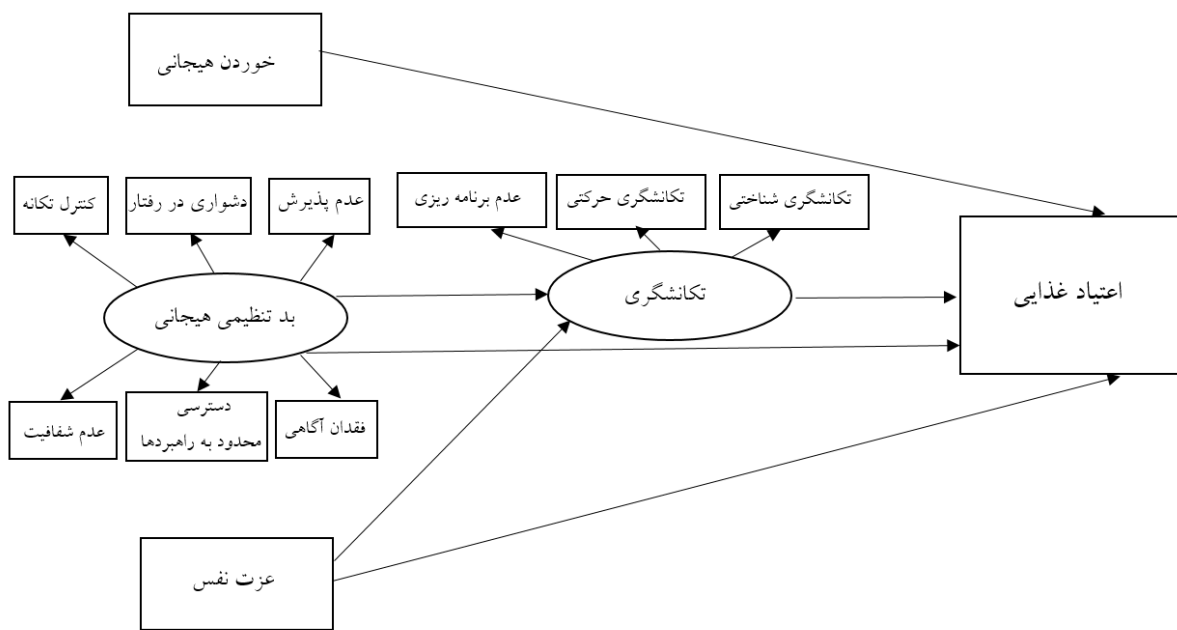 خوردن هیجانی
کنترل تکانه
دشواری در رفتار
عدم پذیرش
عدم برنامه ریزی
تکانشگری حرکتی
تکانشگری شناختی
بد تنظیمی هیجانی
تکانشگری
اعتیاد غذایی
عدم شفافیت
دسترسی
محدود به راهبردها
فقدان آگاهی
عزت نفس